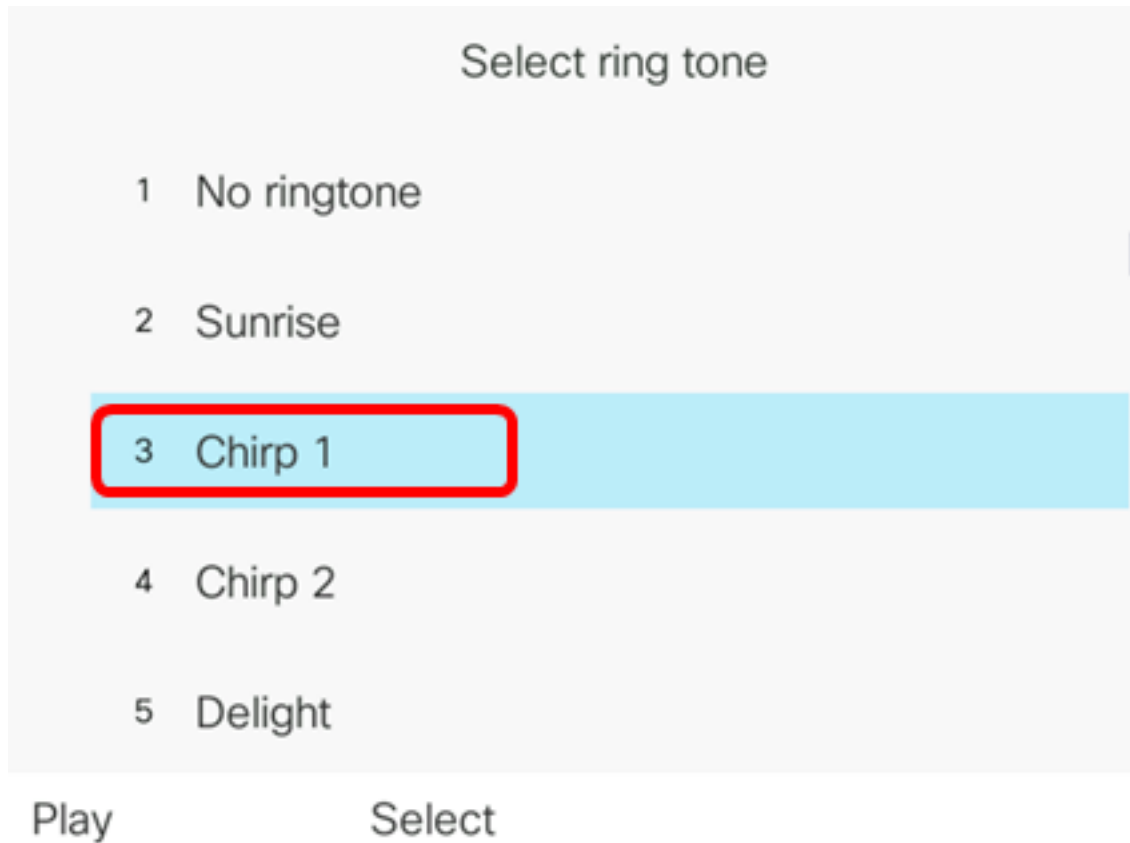 Select ring tone
1 No ringtone
2 Sunrise
3 Chirp 1
4 Chirp 2
5 Delight
Play Select